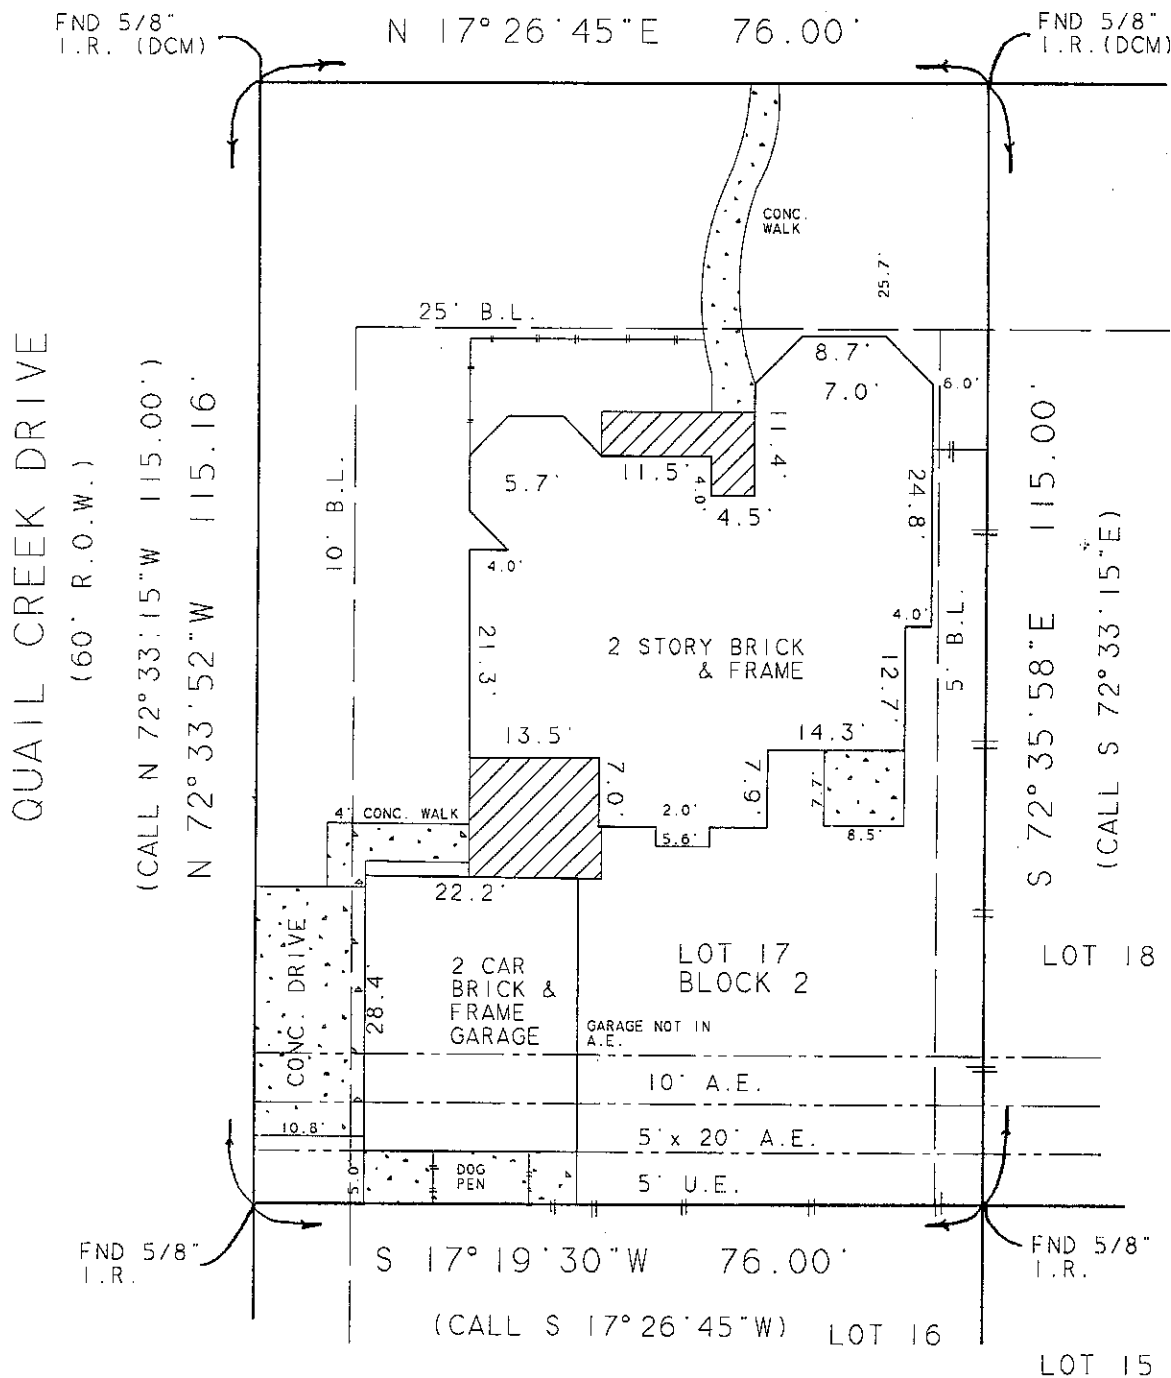 FND 5/8"
I.R. (DCM)
N 17° 26' 45"E 76.00'
FND 5/8"
I.R. (DCM)
CONC.
WALK
25.7'
25' B.L.
8.7'
7.0'
6.0'
11.4'
11.5'
4.0'
4.5'
5.7'
4.0'
24.8'
10' B.L.
QUAIL CREEK DRIVE
(60' R.O.W.)
(CALL N 72° 33' 15"W 115.00')
N 72° 33' 52"W 115.16'
21.3'
2 STORY BRICK
& FRAME
4.0'
12.7'
5' B.L.
S 72° 35' 58"E 115.00'
(CALL S 72° 33' 15"E)
13.5'
14.3'
7.0'
7.9'
7.7'
2.0'
5.6'
8.5'
4' CONC. WALK
22.2'
CONC. DRIVE
28.4'
2 CAR
BRICK &
FRAME
GARAGE
LOT 17
BLOCK 2
LOT 18
GARAGE NOT IN
A.E.
10' A.E.
10.8'
5' x 20' A.E.
5.0'
DOG
PEN
5' U.E.
FND 5/8"
I.R.
S 17° 19' 30"W 76.00'
FND 5/8"
I.R.
(CALL S 17° 26' 45"W)
LOT 16
LOT 15